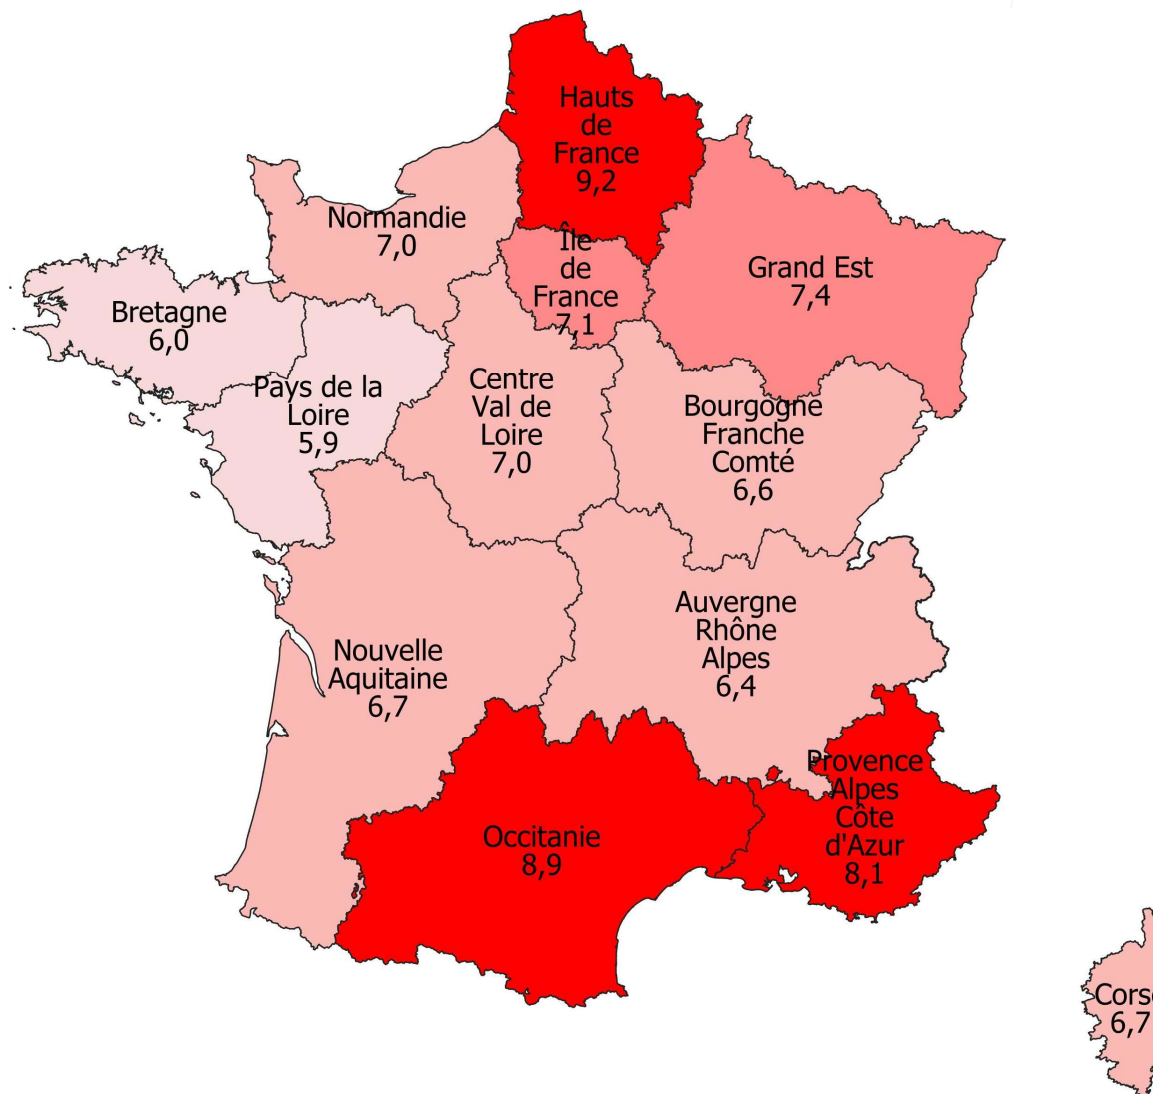 Hauts
de
France
9,2
Normandie
7,0
Île
de
France
7,1
Grand Est
7,4
Bretagne
6,0
Pays de la
Loire
5,9
Centre
Val de
Loire
7,0
Bourgogne
Franche
Comté
6,6
Auvergne
Rhône
Alpes
6,4
Nouvelle
Aquitaine
6,7
Occitanie
8,9
Provence
Alpes
Côte
d'Azur
8,1
Cors
6,7